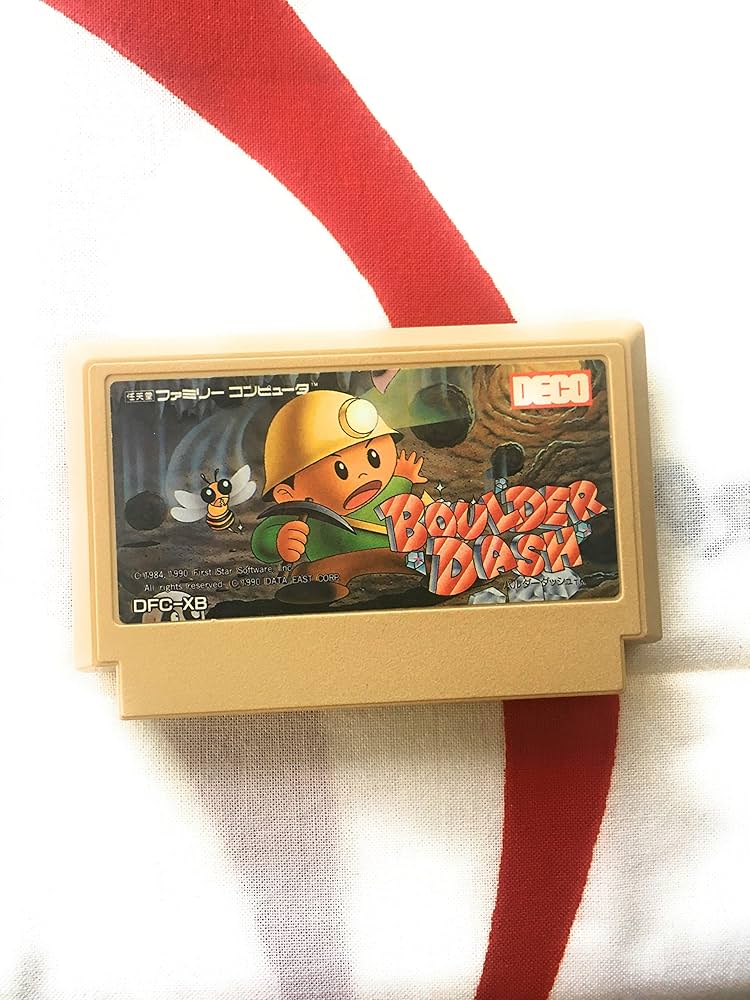 任天堂 ファミリー コンピュータ™
DECO
BOULDER
DASH
バルダーダッシュ™
© 1984, 1990 First Star Software, Inc
All rights reserved. © 1990 DATA EAST CORP.
DFC-XB